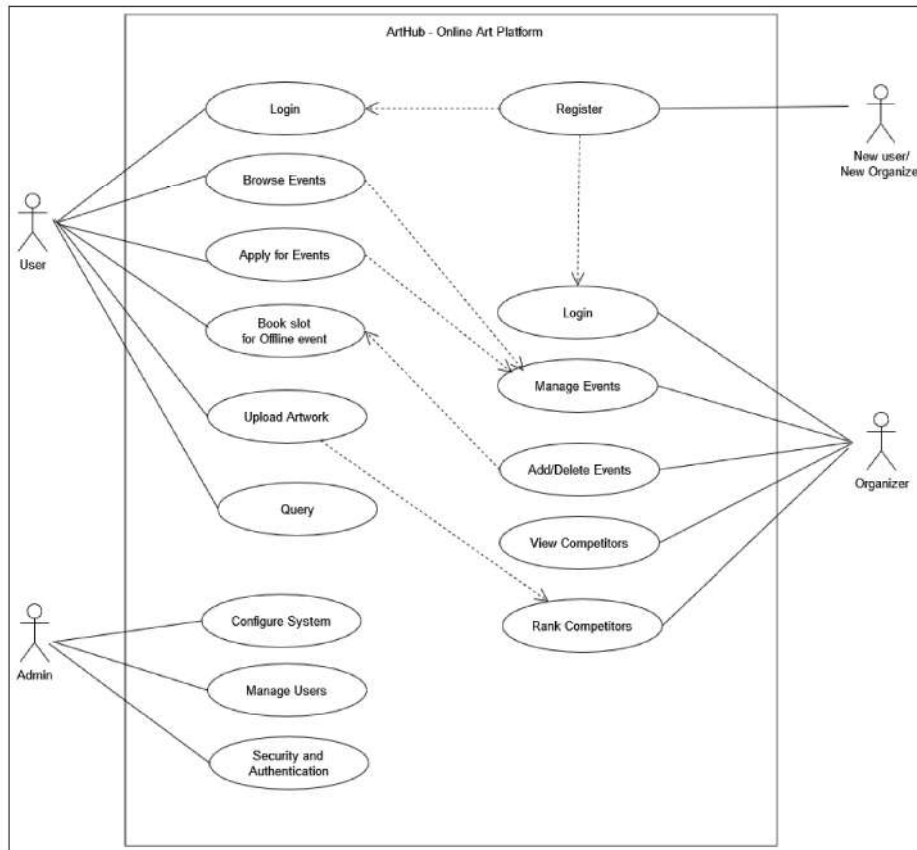 ArtHub - Online Art Platform
Login
Register
New user/
New Organize
Browse Events
User
Apply for Events
Book slot
for Offline event
Login
Manage Events
Upload Artwork
Add/Delete Events
Organizer
Query
View Competitors
Configure System
Rank Competitors
Admin
Manage Users
Security and
Authentication